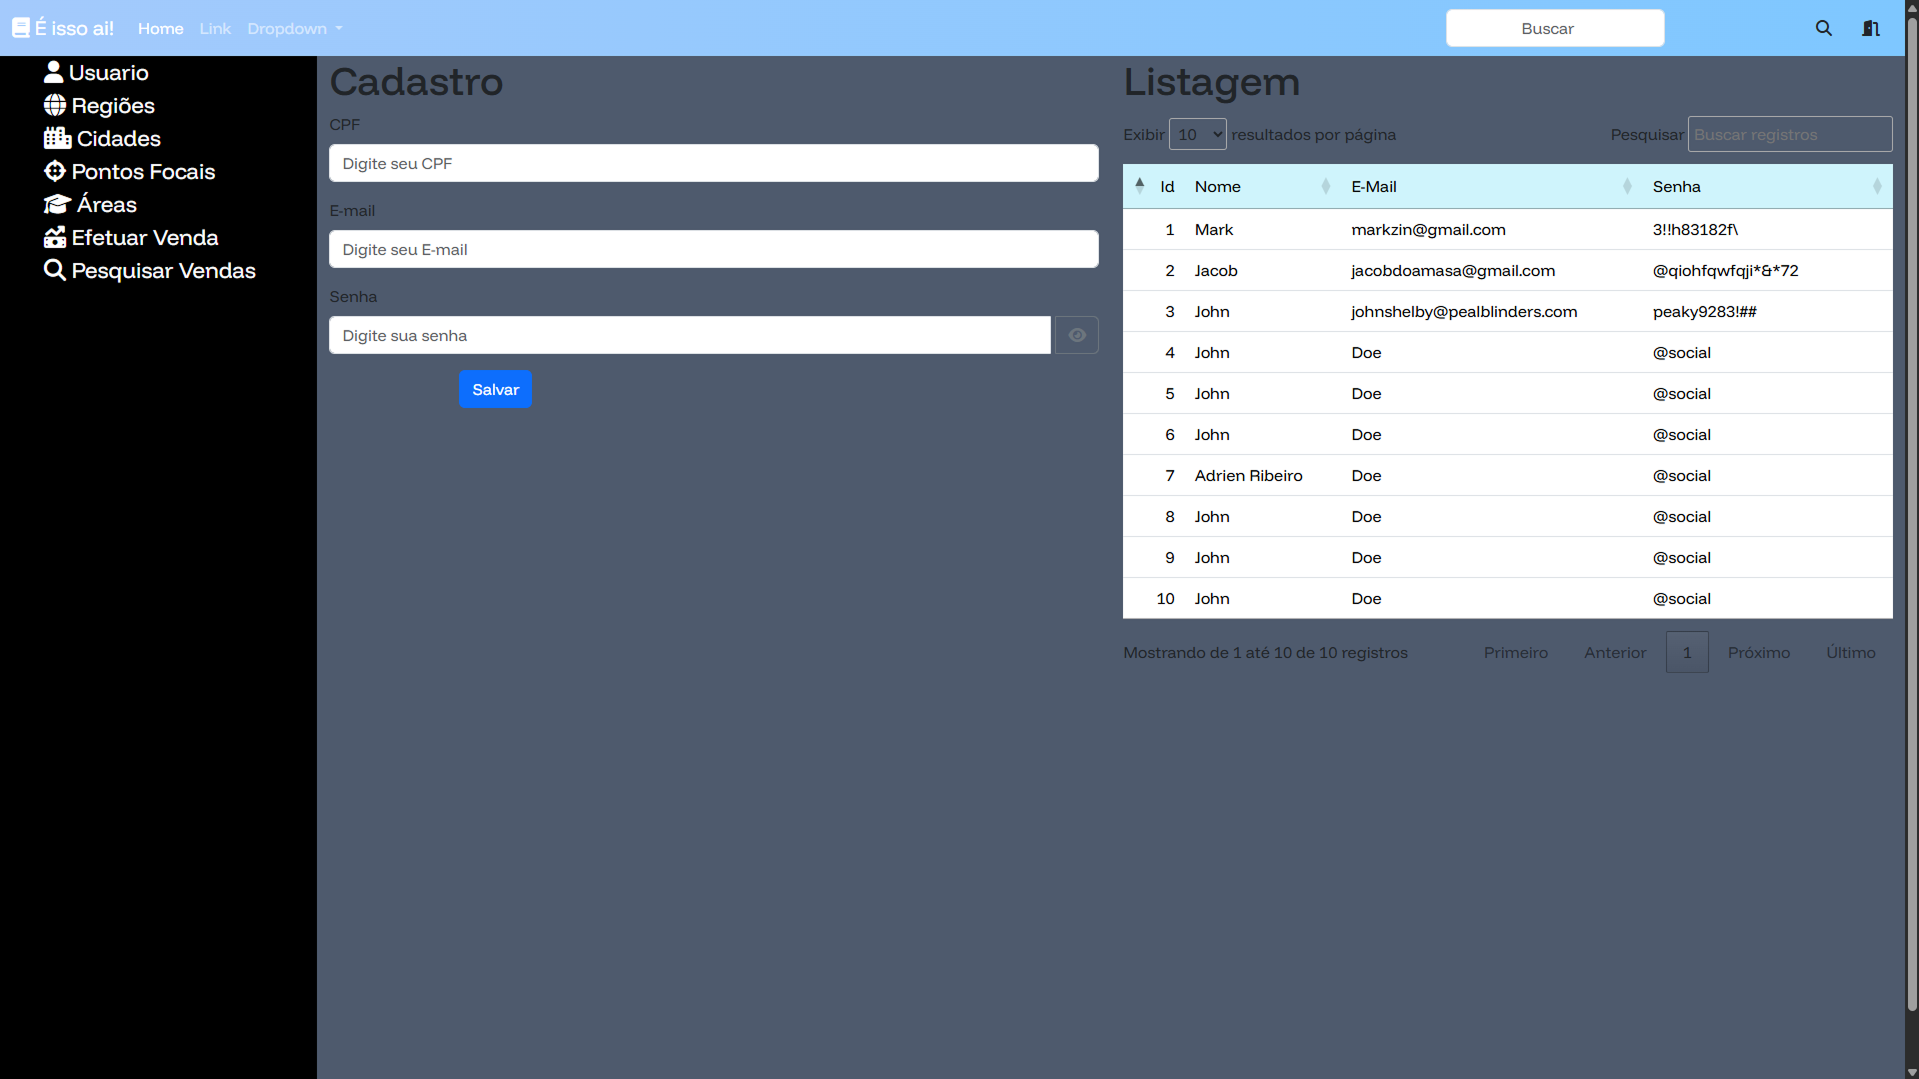 É isso ai! Home Link Dropdown Buscar
Usuario
Regiões
Cidades
Pontos Focais
Áreas
Efetuar Venda
Pesquisar Vendas
Cadastro
CPF
Digite seu CPF
E-mail
Digite seu E-mail
Senha
Digite sua senha
Salvar
Listagem
Exibir 10 resultados por página Pesquisar Buscar registros
Id Nome E-Mail Senha
1 Mark markzin@gmail.com 3!!h83182f\
2 Jacob jacobdoamasa@gmail.com @qiohfqwfqji*&*72
3 John johnshelby@pealblinders.com peaky9283!##
4 John Doe @social
5 John Doe @social
6 John Doe @social
7 Adrien Ribeiro Doe @social
8 John Doe @social
9 John Doe @social
10 John Doe @social
Mostrando de 1 até 10 de 10 registros Primeiro Anterior 1 Próximo Último